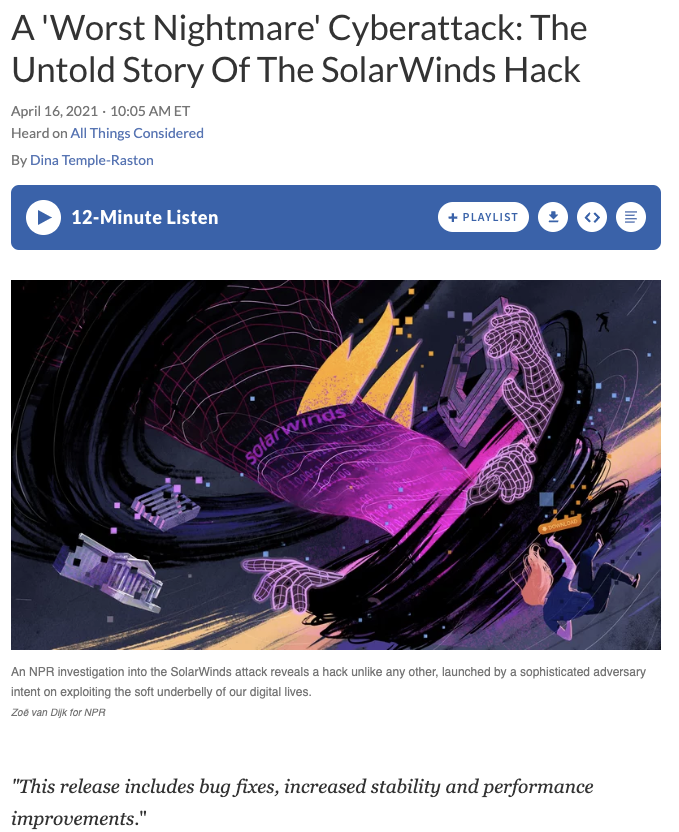 A 'Worst Nightmare' Cyberattack: The
Untold Story Of The SolarWinds Hack
April 16, 2021 · 10:05 AM ET
Heard on All Things Considered
By Dina Temple-Raston
12-Minute Listen
+ PLAYLIST
solarwinds
DOWNLOAD
An NPR investigation into the SolarWinds attack reveals a hack unlike any other, launched by a sophisticated adversary
intent on exploiting the soft underbelly of our digital lives.
Zoë van Dijk for NPR
"This release includes bug fixes, increased stability and performance
improvements."